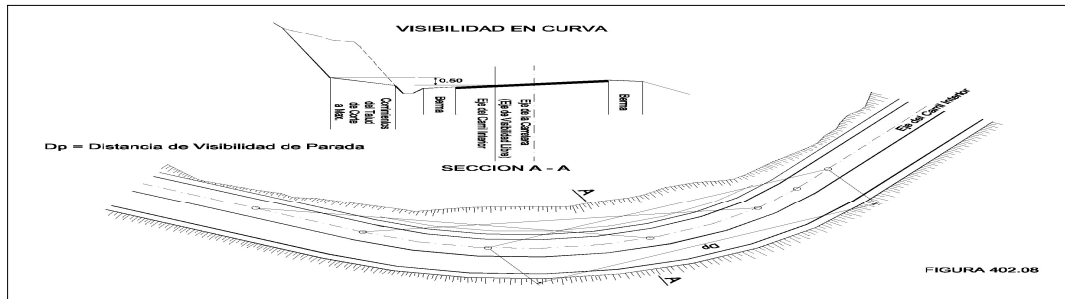 VISIBILIDAD EN CURVA
0.50
Corrimientos
del Talud
de Corte
a Max.
Berma
Eje del Carril Interior
(Eje de Visibilidad Libre)
Eje de la Carretera
Berma
Eje del Carril Interior
Dp = Distancia de Visibilidad de Parada
SECCION A - A
A
dp
A
FIGURA 402.08